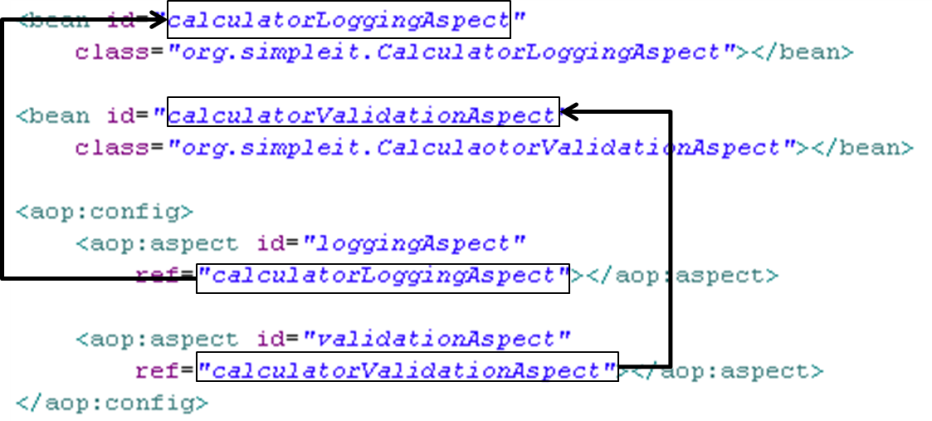 <bean id="calculatorLoggingAspect"
class="org.simpleit.CalculatorLoggingAspect"></bean>
<bean id="calculatorValidationAspect"
class="org.simpleit.CalculaotorValidationAspect"></bean>
<aop:config>
<aop:aspect id="loggingAspect"
ref="calculatorLoggingAspect"></aop:aspect>
<aop:aspect id="validationAspect"
ref="calculatorValidationAspect"></aop:aspect>
</aop:config>